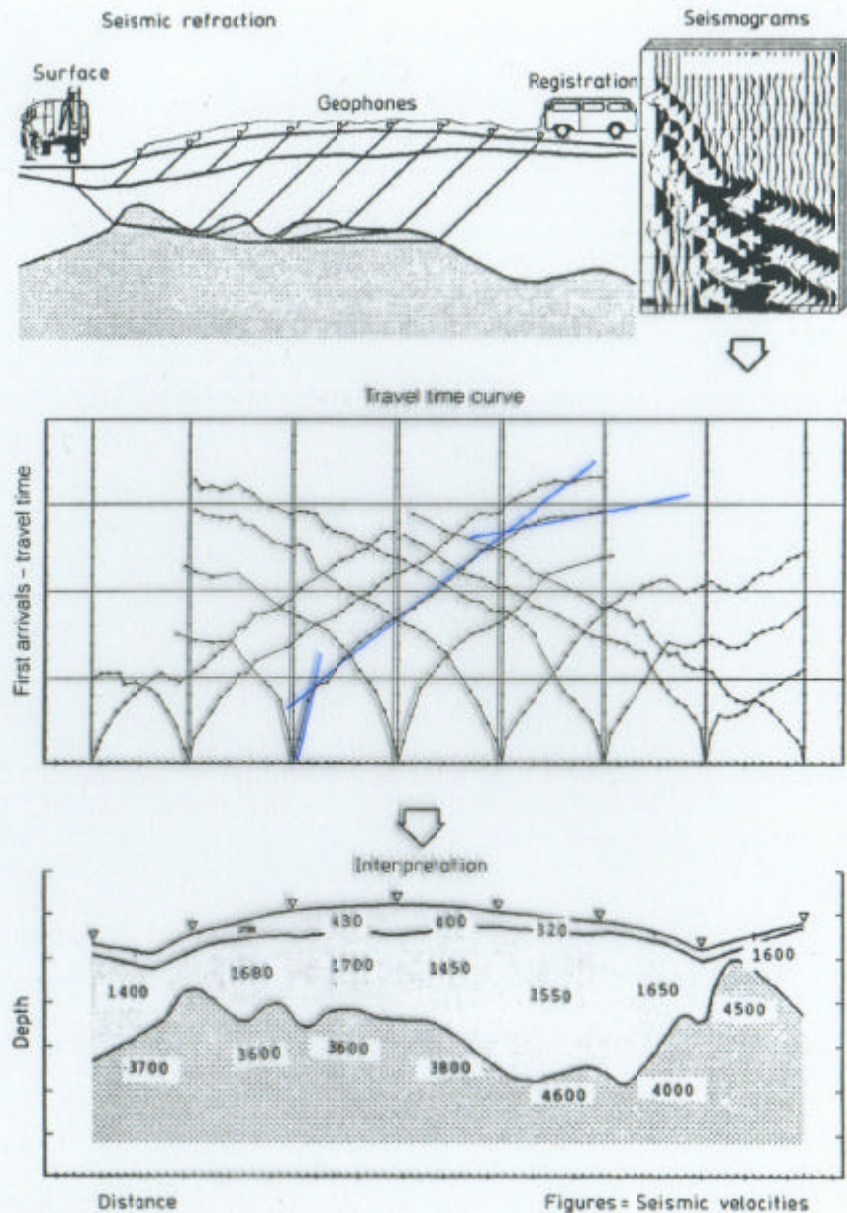 Seismic refraction
Seismograms
Surface
Registration
Geophones
Travel time curve
First arrivals - travel time
Interpretation
430 800 320
1400 1680 1700 1450 1550 1650 1600
3700 3600 3600 3800 4600 4000 4500
Depth
Distance
Figures = Seismic velocities